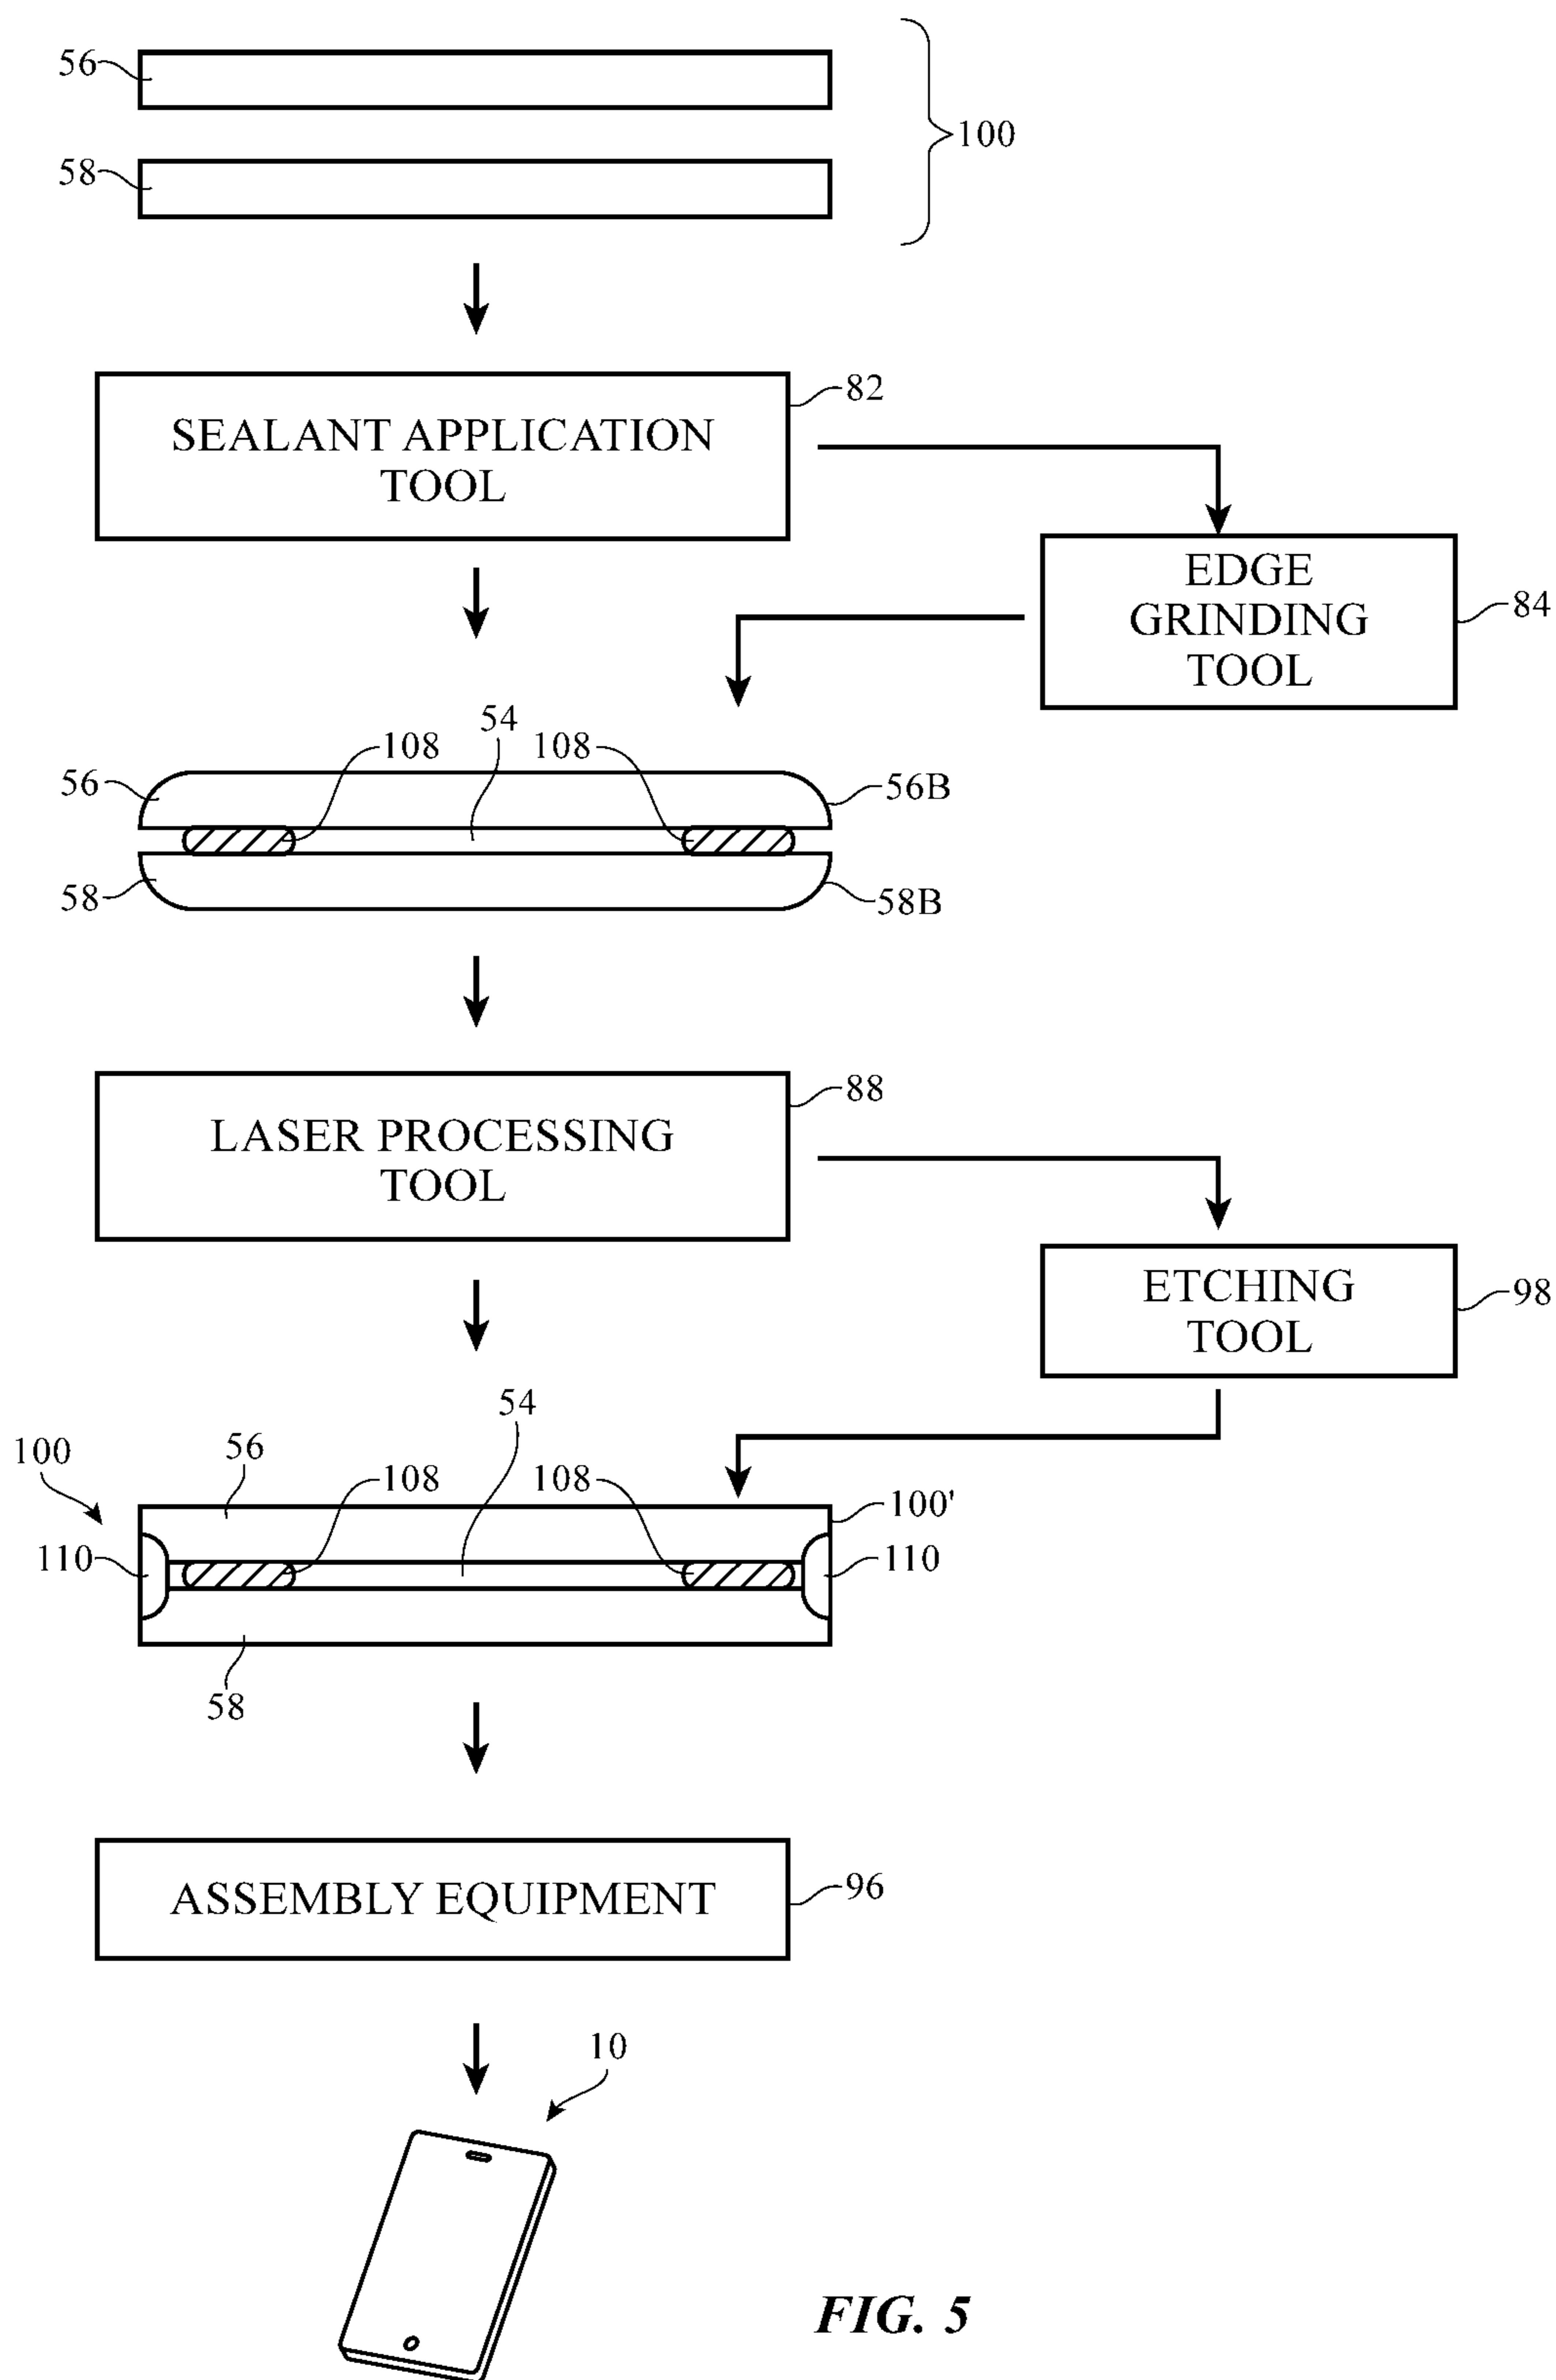 56
100
58
82
SEALANT APPLICATION
TOOL
EDGE
GRINDING
TOOL
84
54
108
108
56
56B
58
58B
88
LASER PROCESSING
TOOL
ETCHING
TOOL
98
54
100
56
108
108
100'
110
110
58
ASSEMBLY EQUIPMENT
96
10
FIG. 5